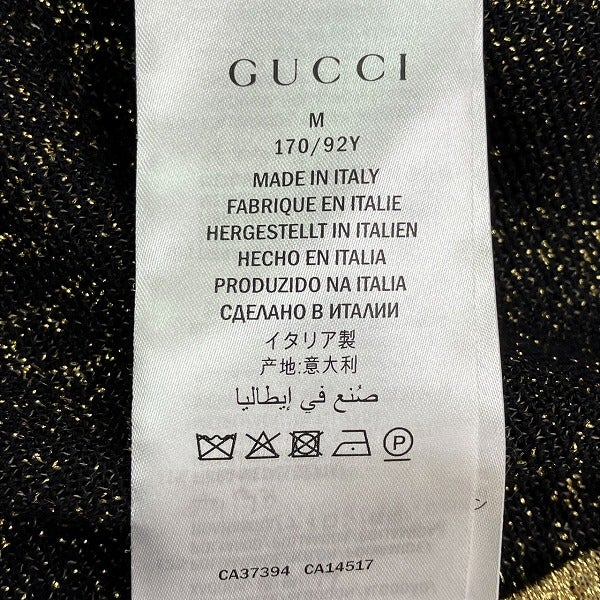 GUCCI
M
170/92Y
MADE IN ITALY
FABRIQUE EN ITALIE
HERGESTELLT IN ITALIEN
HECHO EN ITALIA
PRODUZIDO NA ITALIA
СДЕЛАНО В ИТАЛИИ
イタリア製
产地:意大利
صُنع في إيطاليا
P
CA37394 CA14517